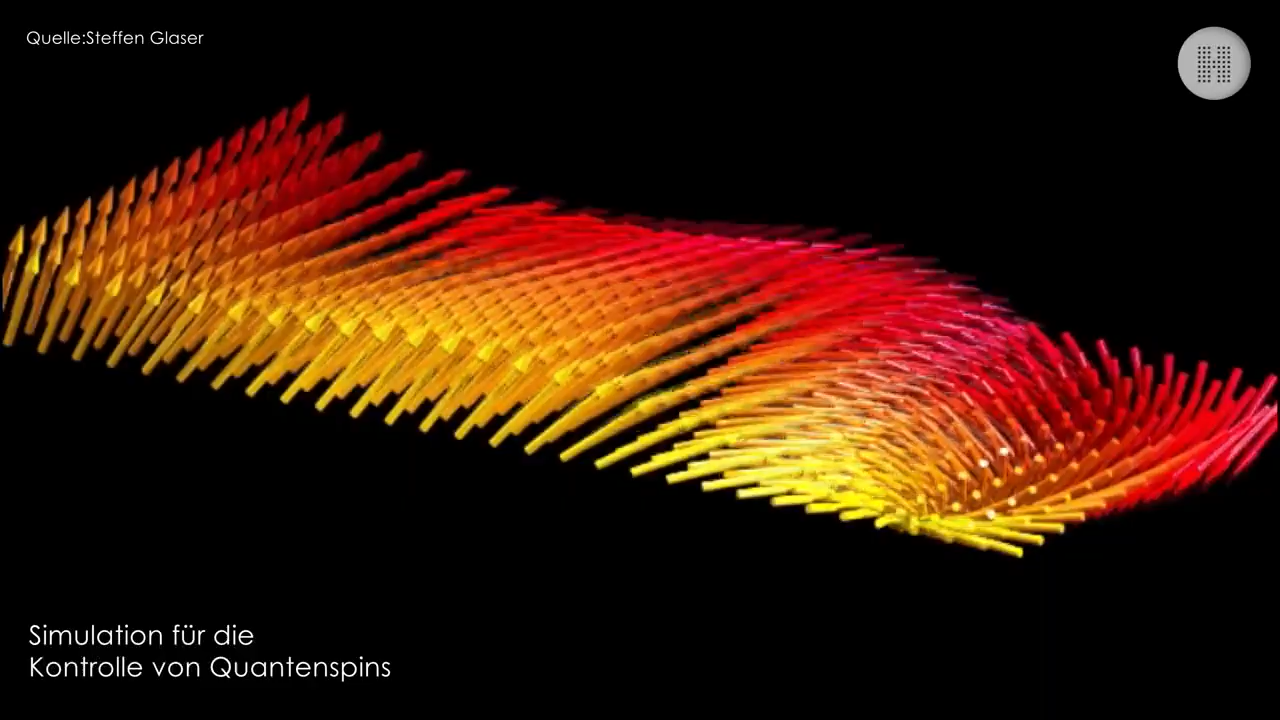 Quelle:Steffen Glaser
H
Simulation für die
Kontrolle von Quantenspins